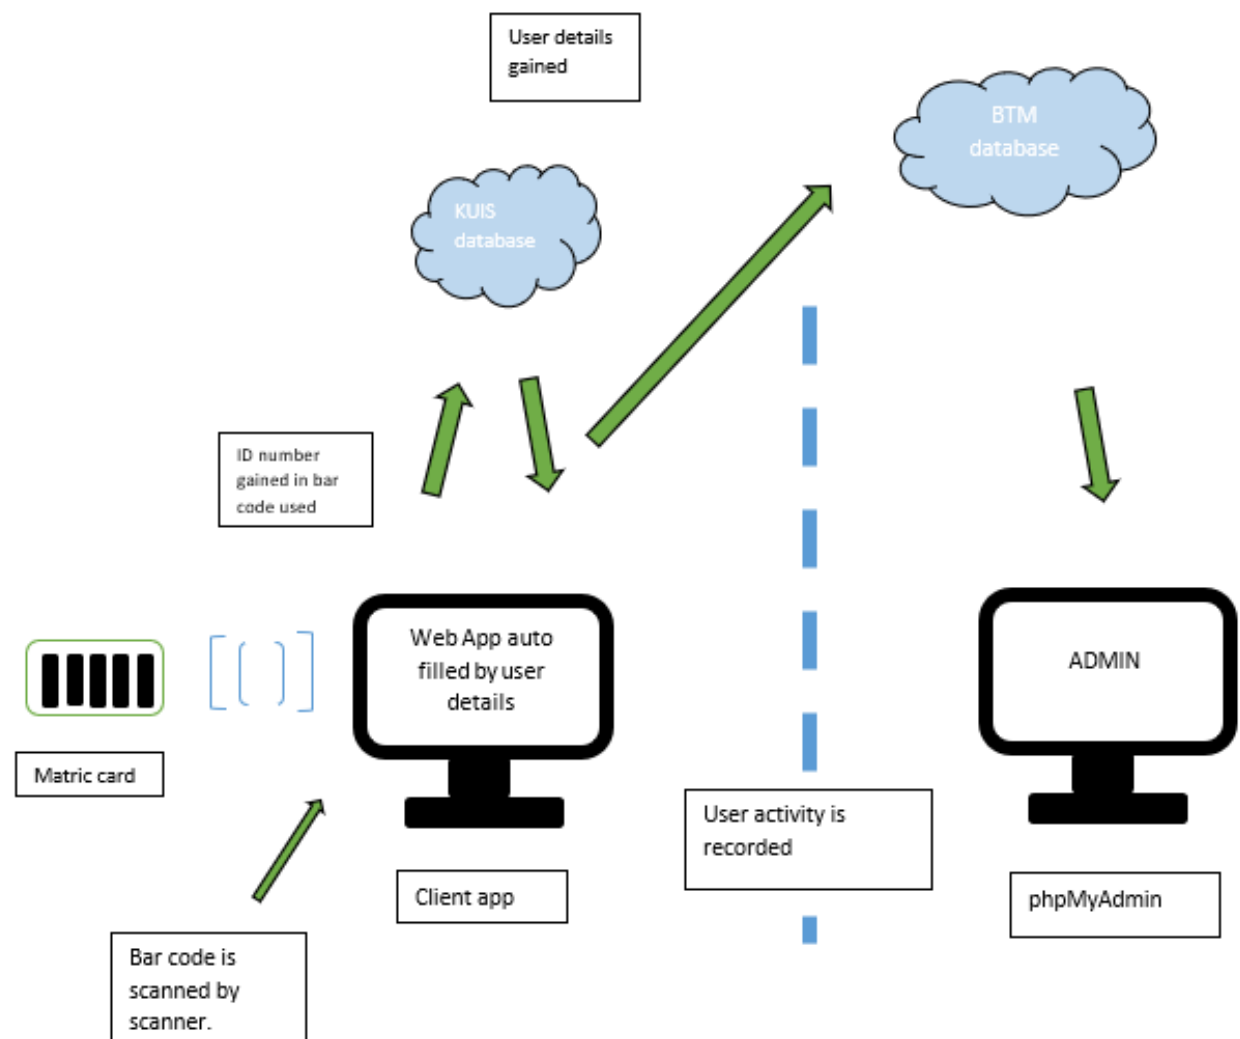 User details
gained
BTM
database
KUIS
database
ID number
gained in bar
code used
Web App auto
filled by user
details
ADMIN
Matric card
User activity is
recorded
Client app
phpMyAdmin
Bar code is
scanned by
scanner.